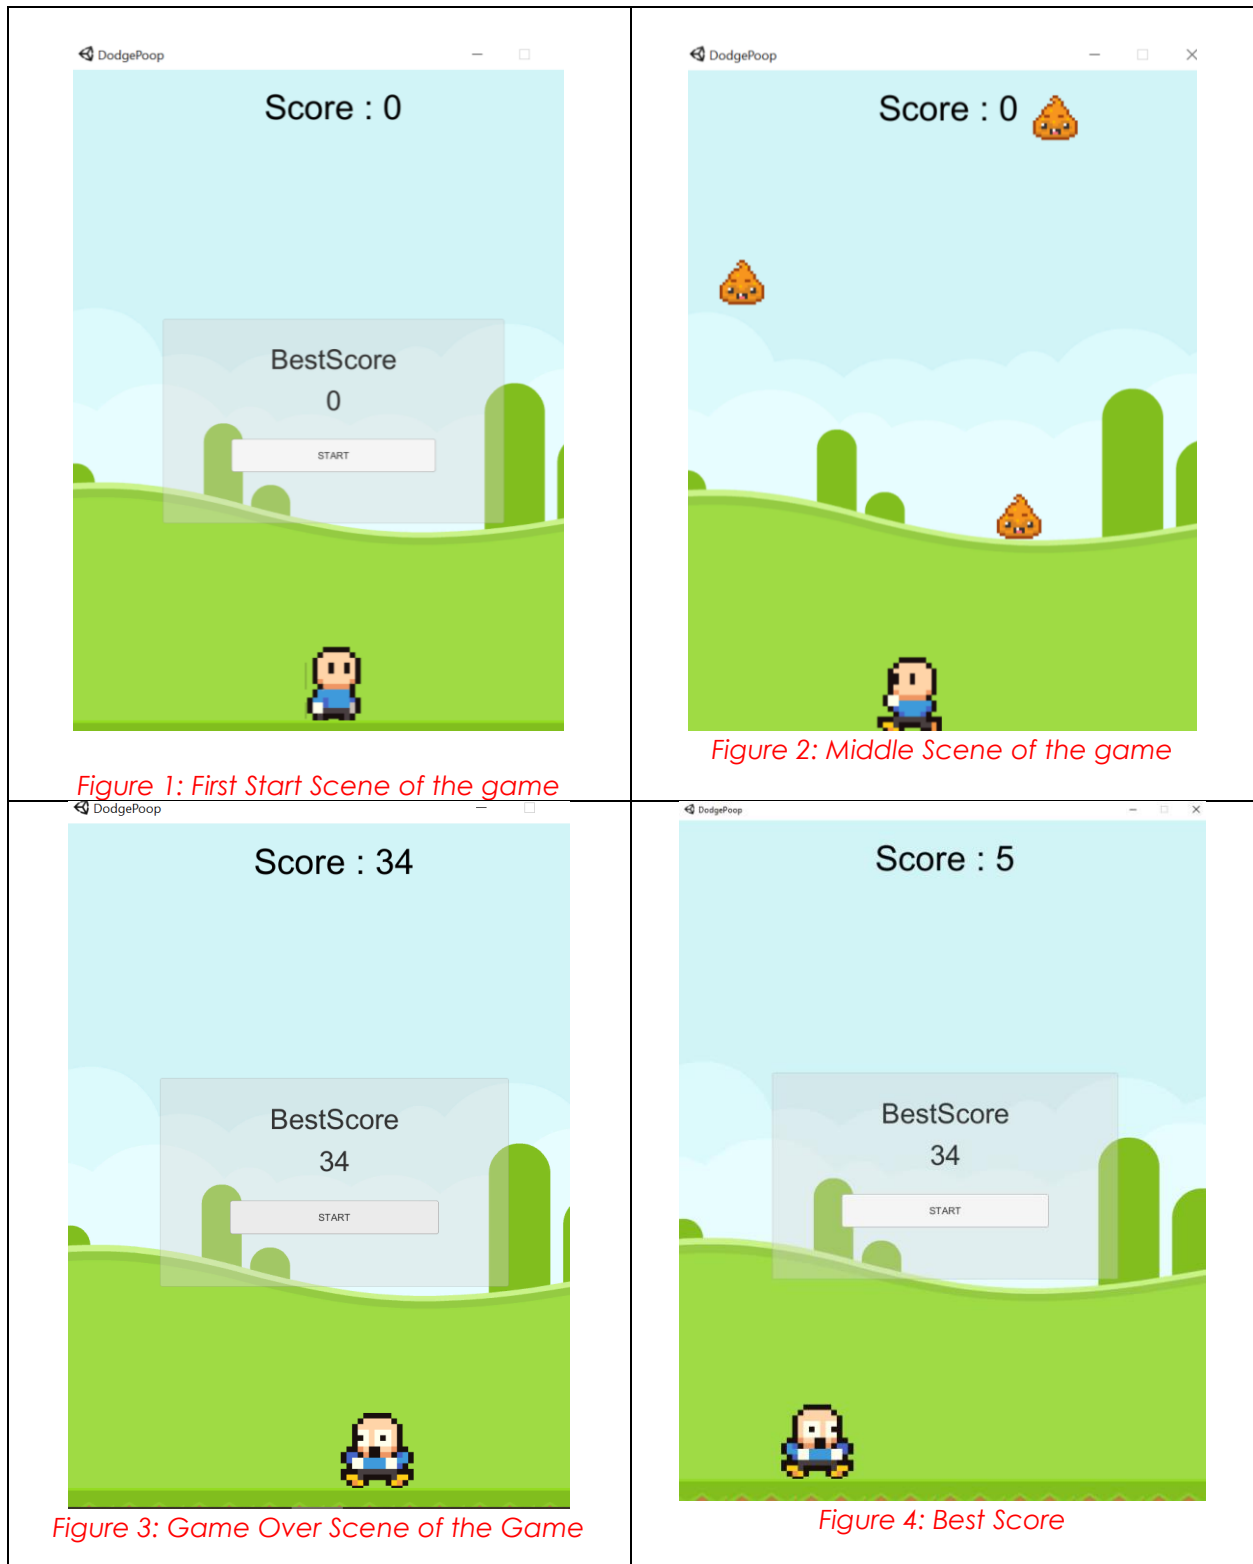 DodgePoop
Score : 0
BestScore
0
START
Figure 1: First Start Scene of the game
DodgePoop
Score : 0
Figure 2: Middle Scene of the game
DodgePoop
Score : 34
BestScore
34
START
Figure 3: Game Over Scene of the Game
DodgePoop
Score : 5
BestScore
34
START
Figure 4: Best Score